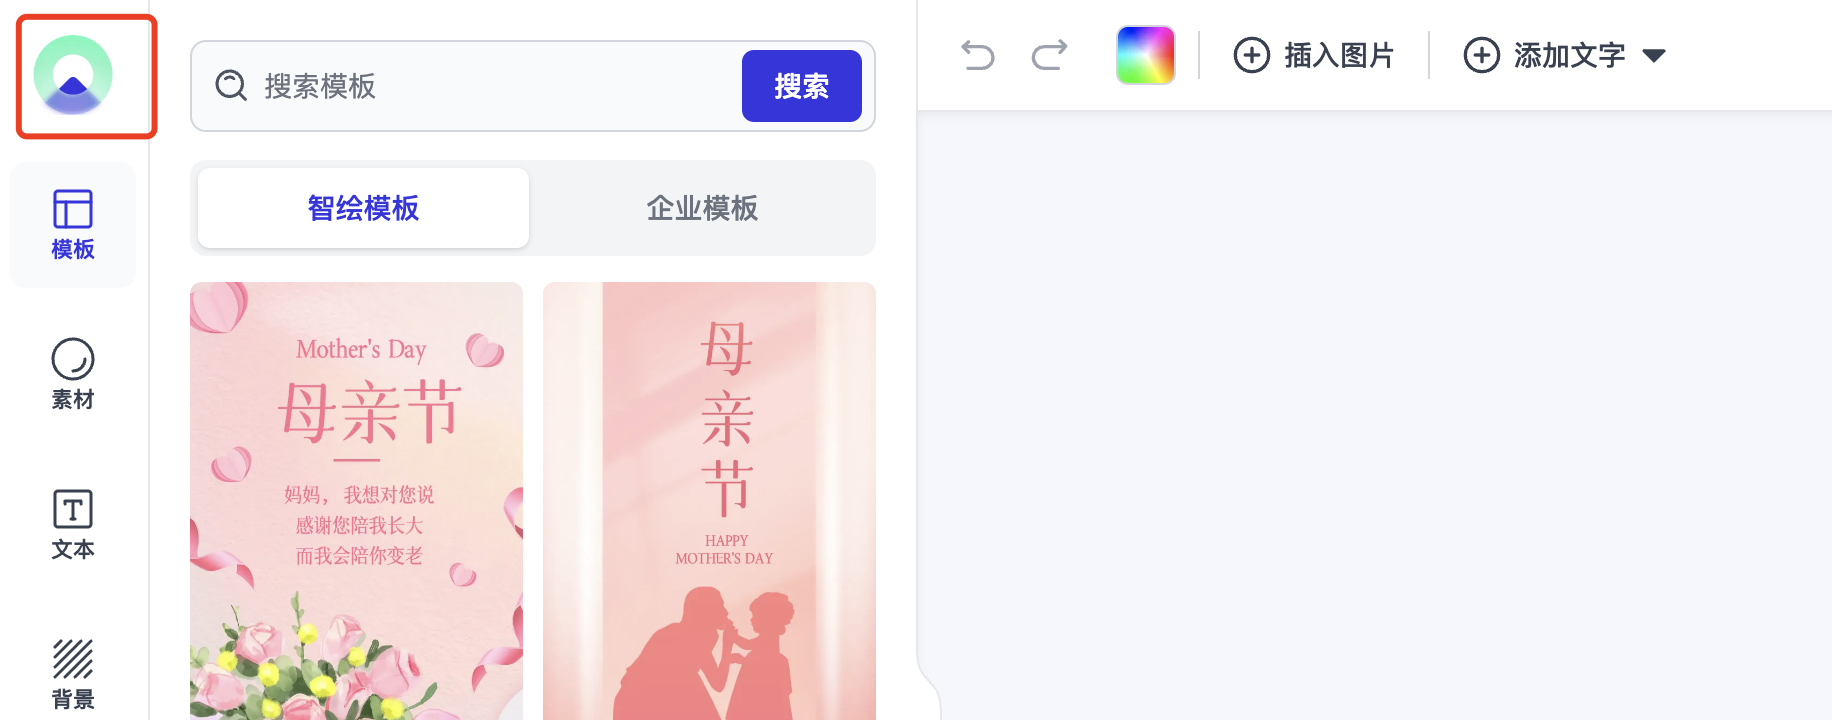 搜索模板
搜索
插入图片
添加文字
模板
素材
文本
背景
智绘模板
企业模板
Mother's Day
母亲节
妈妈，我想对您说
感谢您陪我长大
而我会陪你变老
母
亲
节
HAPPY
MOTHER'S DAY